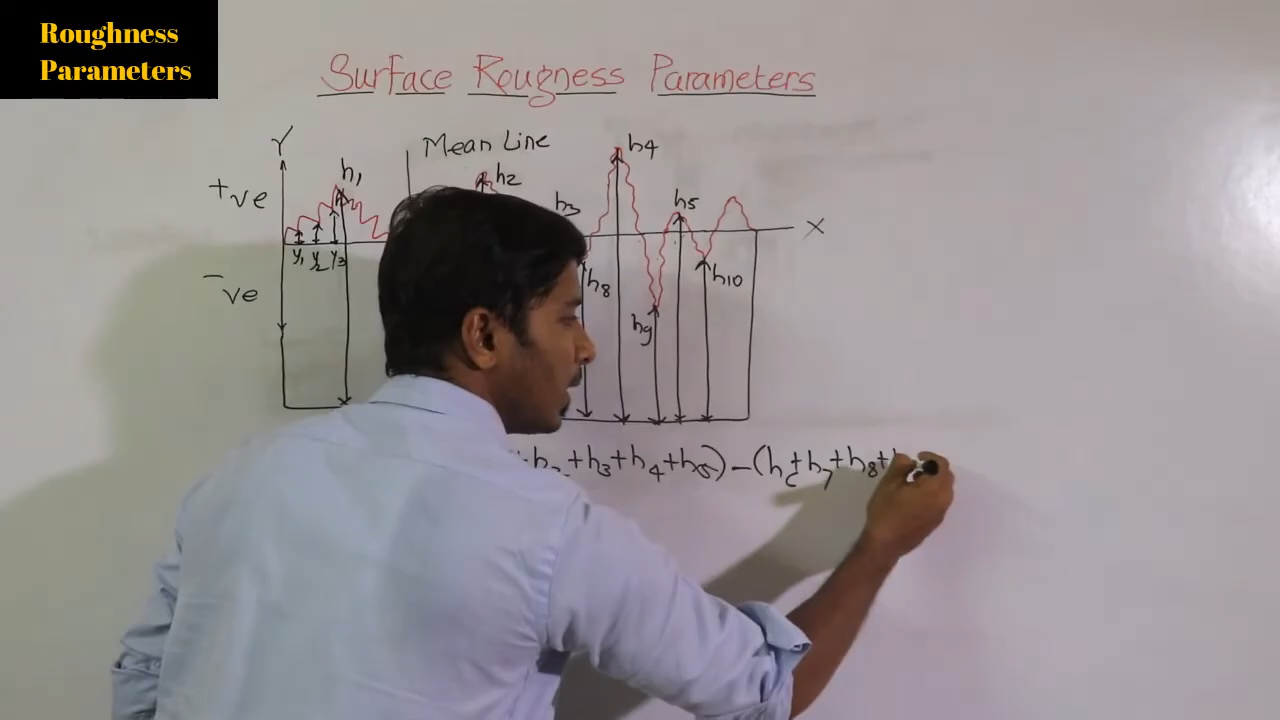 Roughness
Parameters
Surface Rougness Parameters
Y
Mean Line
h4
h1
h2
+ve
h3
h5
X
y1 y2 y3
-ve
h8
h10
h9
+h2+h3+h4+h5)-(h6+h7+h8+